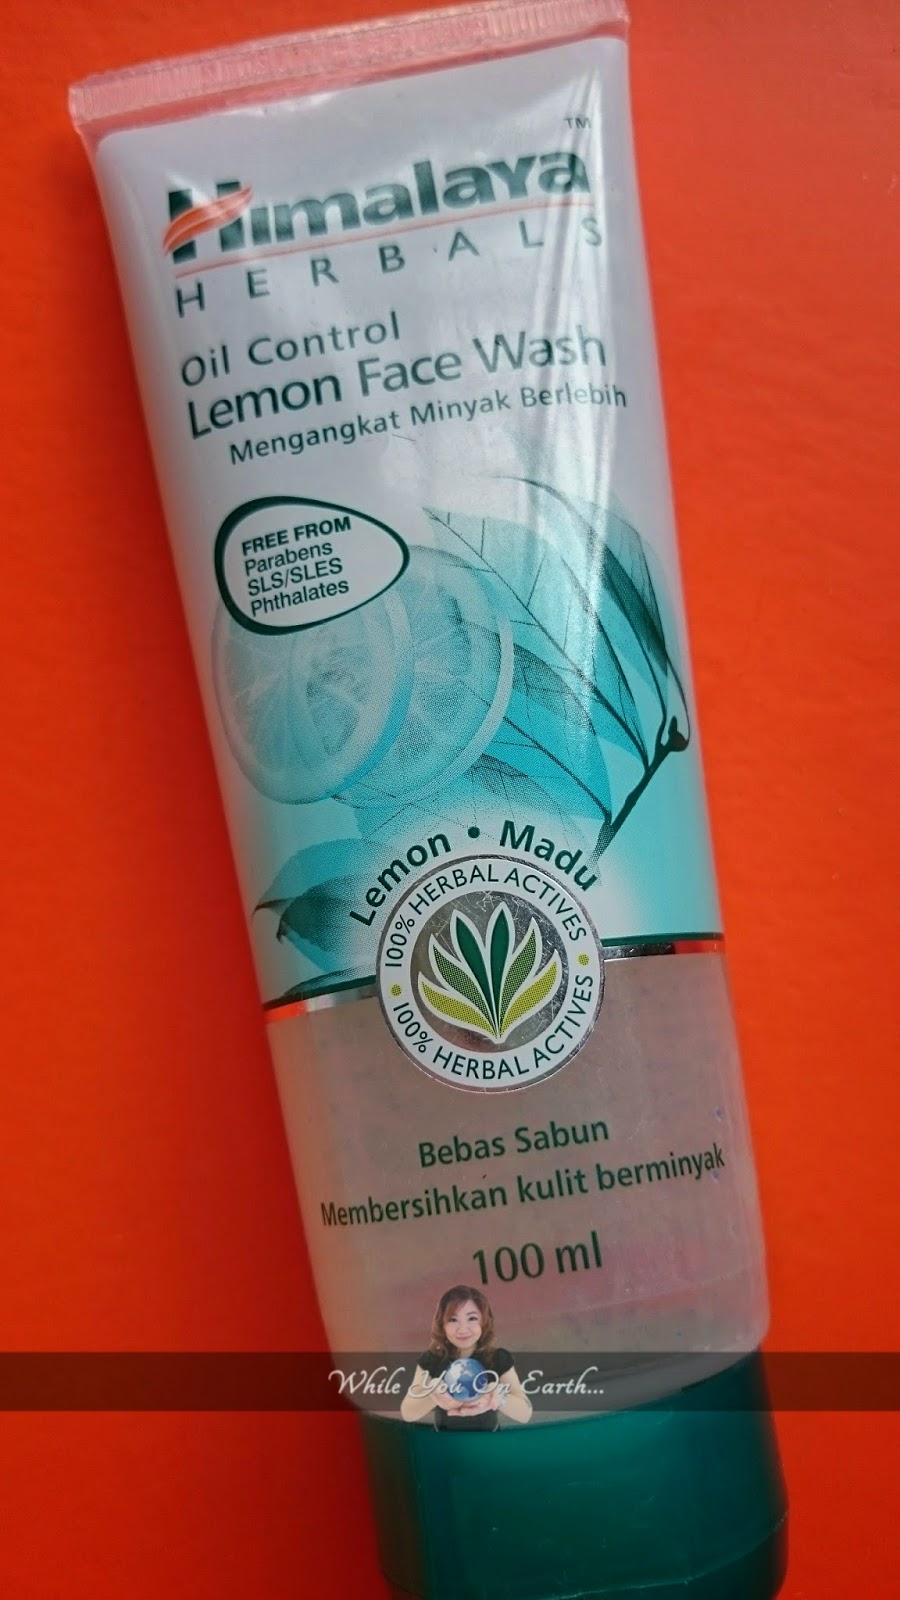 Himalaya™
HERBALS
Oil Control
Lemon Face Wash
Mengangkat Minyak Berlebih
FREE FROM
Parabens
SLS/SLES
Phthalates
Lemon • Madu
100% HERBAL ACTIVES
100% HERBAL ACTIVES
Bebas Sabun
Membersihkan kulit berminyak
100 ml
While You On Earth...